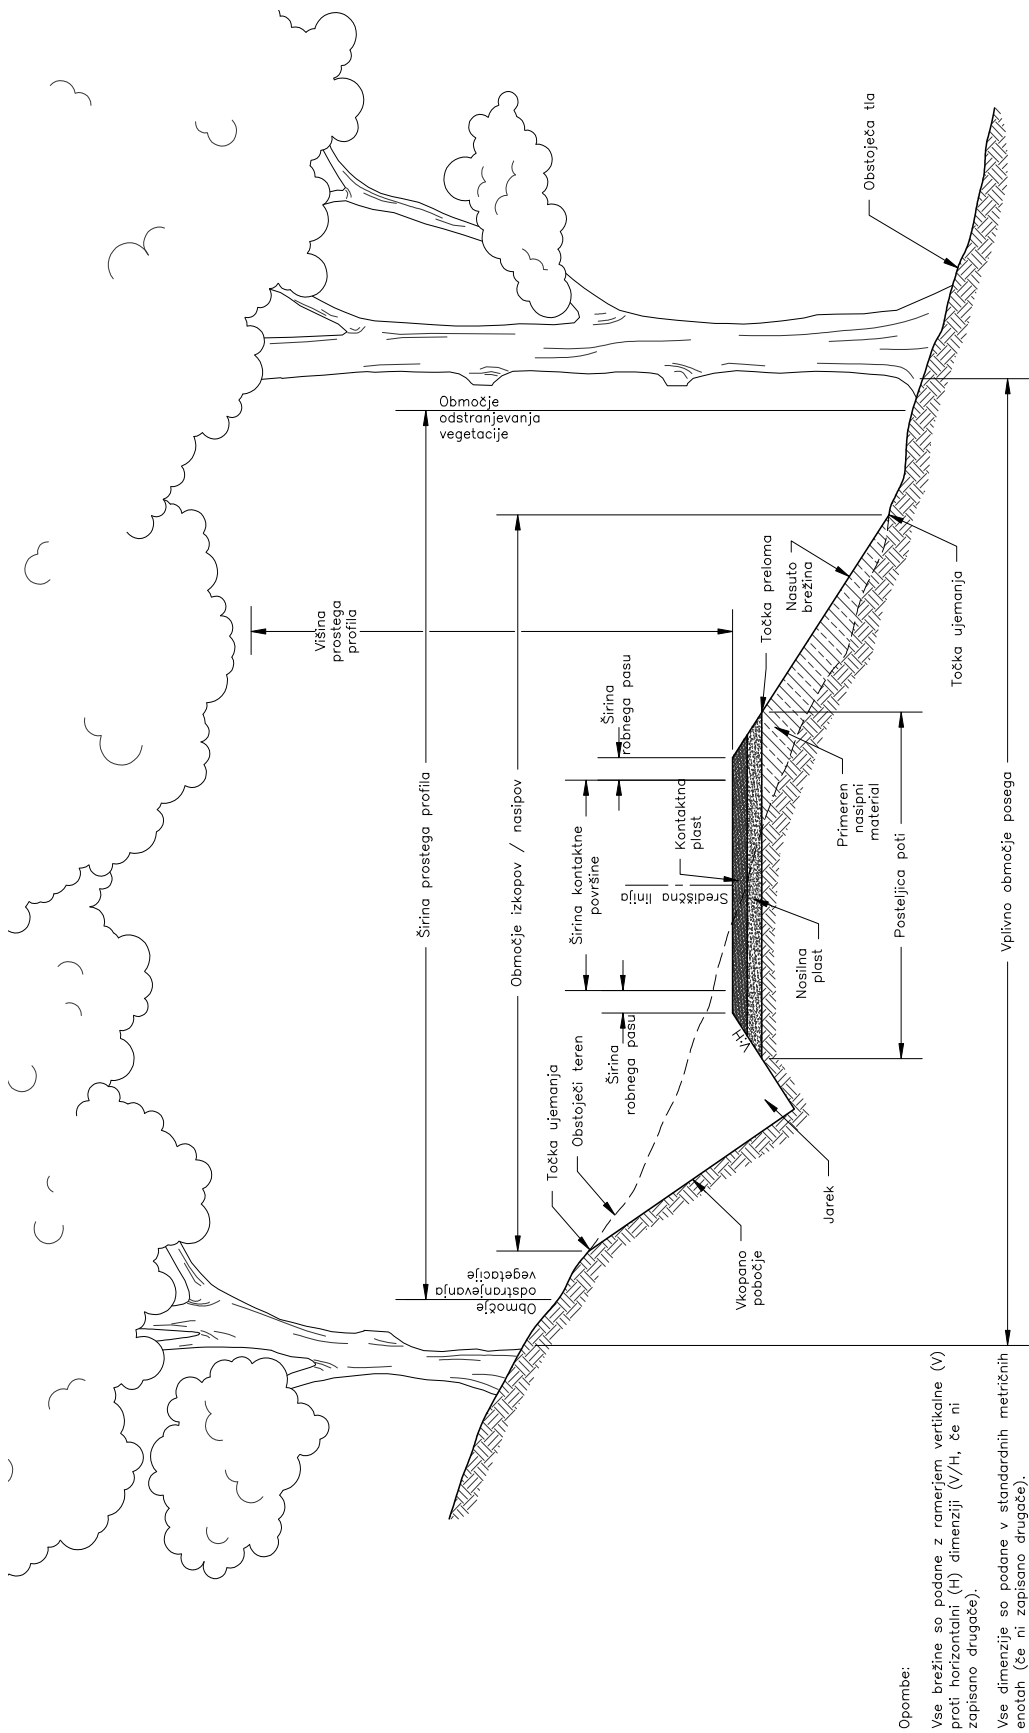 Obstoječa tla
Območje
odstranjevanja
vegetacije
Višina
prostega
profila
Širina prostega profila
Območje izkopov / nasipov
Širina
robnega pasu
Širina kontaktne
površine
Širina
robnega pasu
Središčna linija
Kontaktna
plast
Točka preloma
Nasuto
brežina
Točka ujemanja
Primeren
nasipni
material
Nosilna
plast
Posteljica poti
Vplivno območje posega
V:H
Točka ujemanja
Obstoječi teren
Območje
odstranjevanja
vegetacije
Jarek
Vkopano
pobočje
Opombe:
Vse brežine so podane z ramerjem vertikalne (V)
proti horizontalni (H) dimenziji (V/H, če ni
zapisano drugače).
Vse dimenzije so podane v standardnih metričnih
enotah (če ni zapisano drugače).